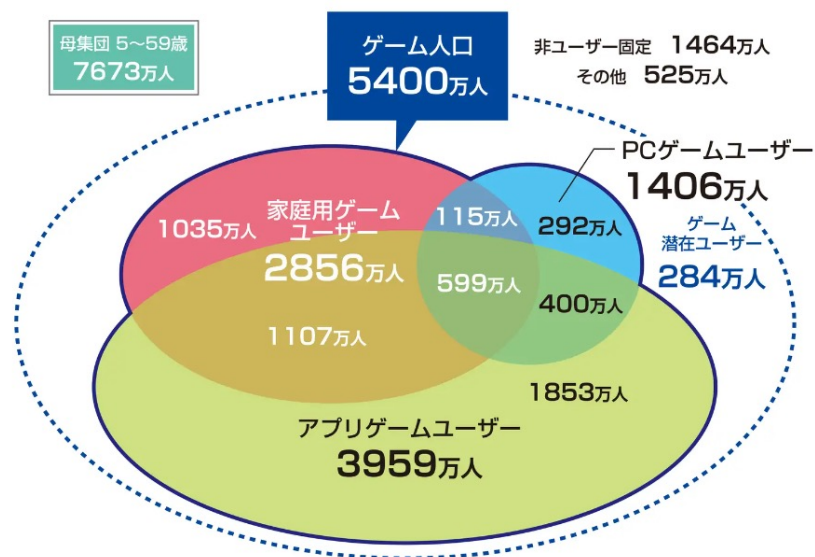 母集団 5〜59歳
7673万人
ゲーム人口
5400万人
非ユーザー固定 1464万人
その他 525万人
PCゲームユーザー
1406万人
家庭用ゲーム
ユーザー
2856万人
1035万人
115万人
292万人
ゲーム
潜在ユーザー
284万人
599万人
400万人
1107万人
1853万人
アプリゲームユーザー
3959万人